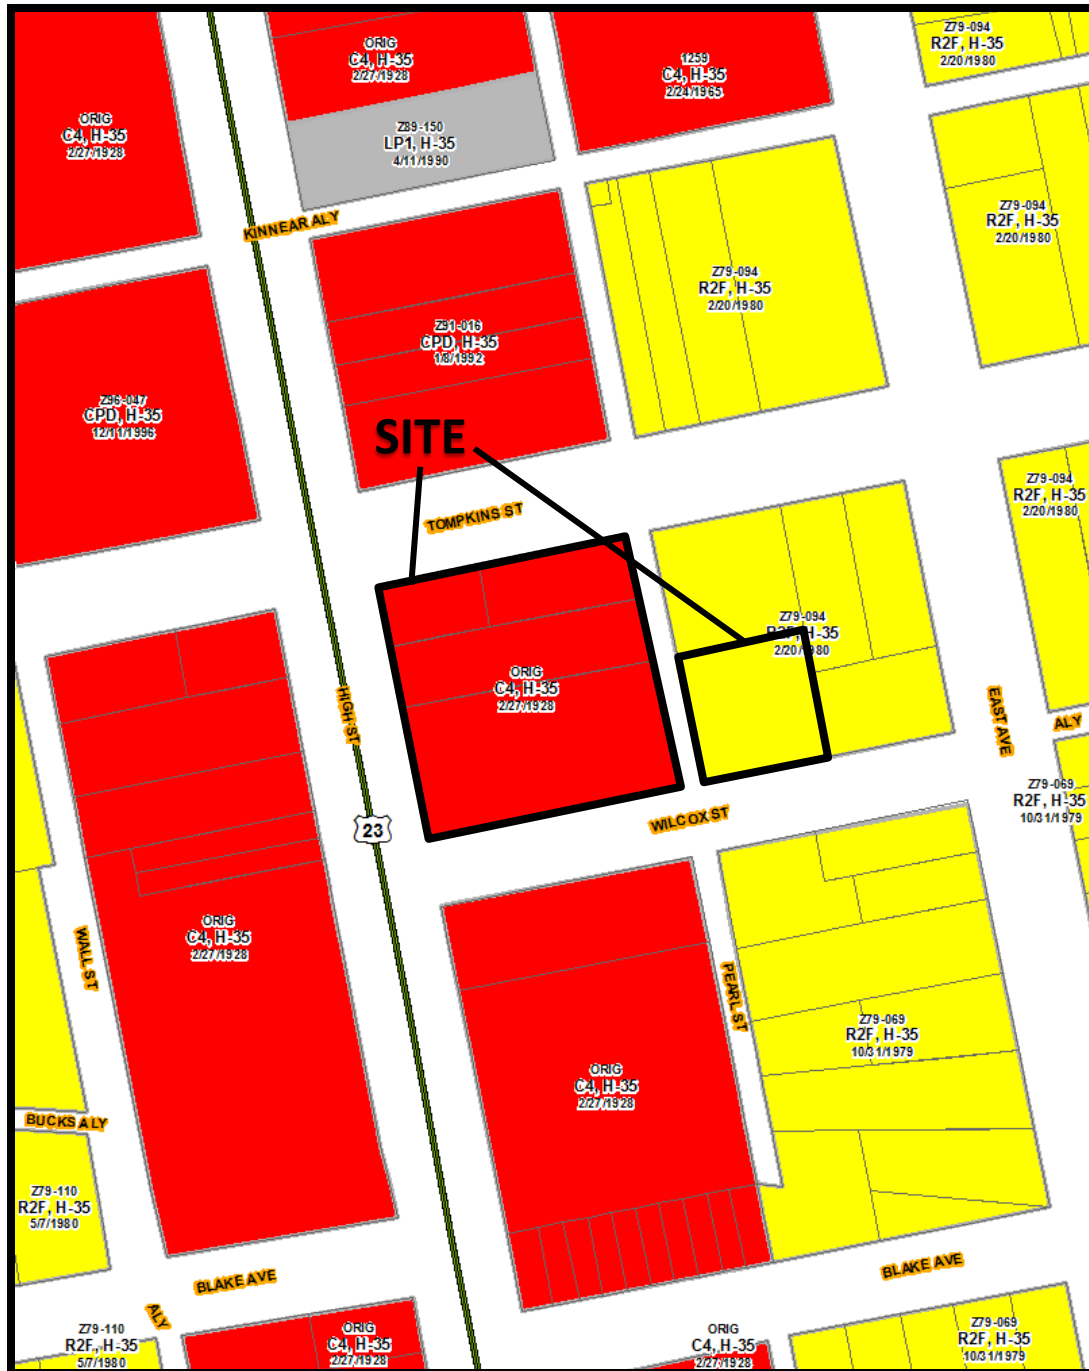 ORIG
C4, H-35
2/27/1928
1259
C4, H-35
2/24/1965
Z79-094
R2F, H-35
2/20/1980
ORIG
C4, H-35
2/27/1928
Z89-150
LP1, H-35
4/11/1990
KINNEAR ALY
Z79-094
R2F, H-35
2/20/1980
Z79-094
R2F, H-35
2/20/1980
Z91-016
CPD, H-35
1/8/1992
Z96-047
CPD, H-35
12/11/1996
SITE
TOMPKINS ST
Z79-094
R2F, H-35
2/20/1980
Z79-094
R2F, H-35
2/20/1980
ORIG
C4, H-35
2/27/1928
HIGH ST
EAST AVE
ALY
Z79-069
R2F, H-35
10/31/1979
WILCOX ST
23
ORIG
C4, H-35
2/27/1928
WALL ST
PEARL ST
Z79-069
R2F, H-35
10/31/1979
ORIG
C4, H-35
2/27/1928
BUCKS ALY
Z79-110
R2F, H-35
5/7/1980
BLAKE AVE
BLAKE AVE
ALY
Z79-110
R2F, H-35
5/7/1980
ORIG
C4, H-35
2/27/1928
ORIG
C4, H-35
2/27/1928
Z79-069
R2F, H-35
10/31/1979